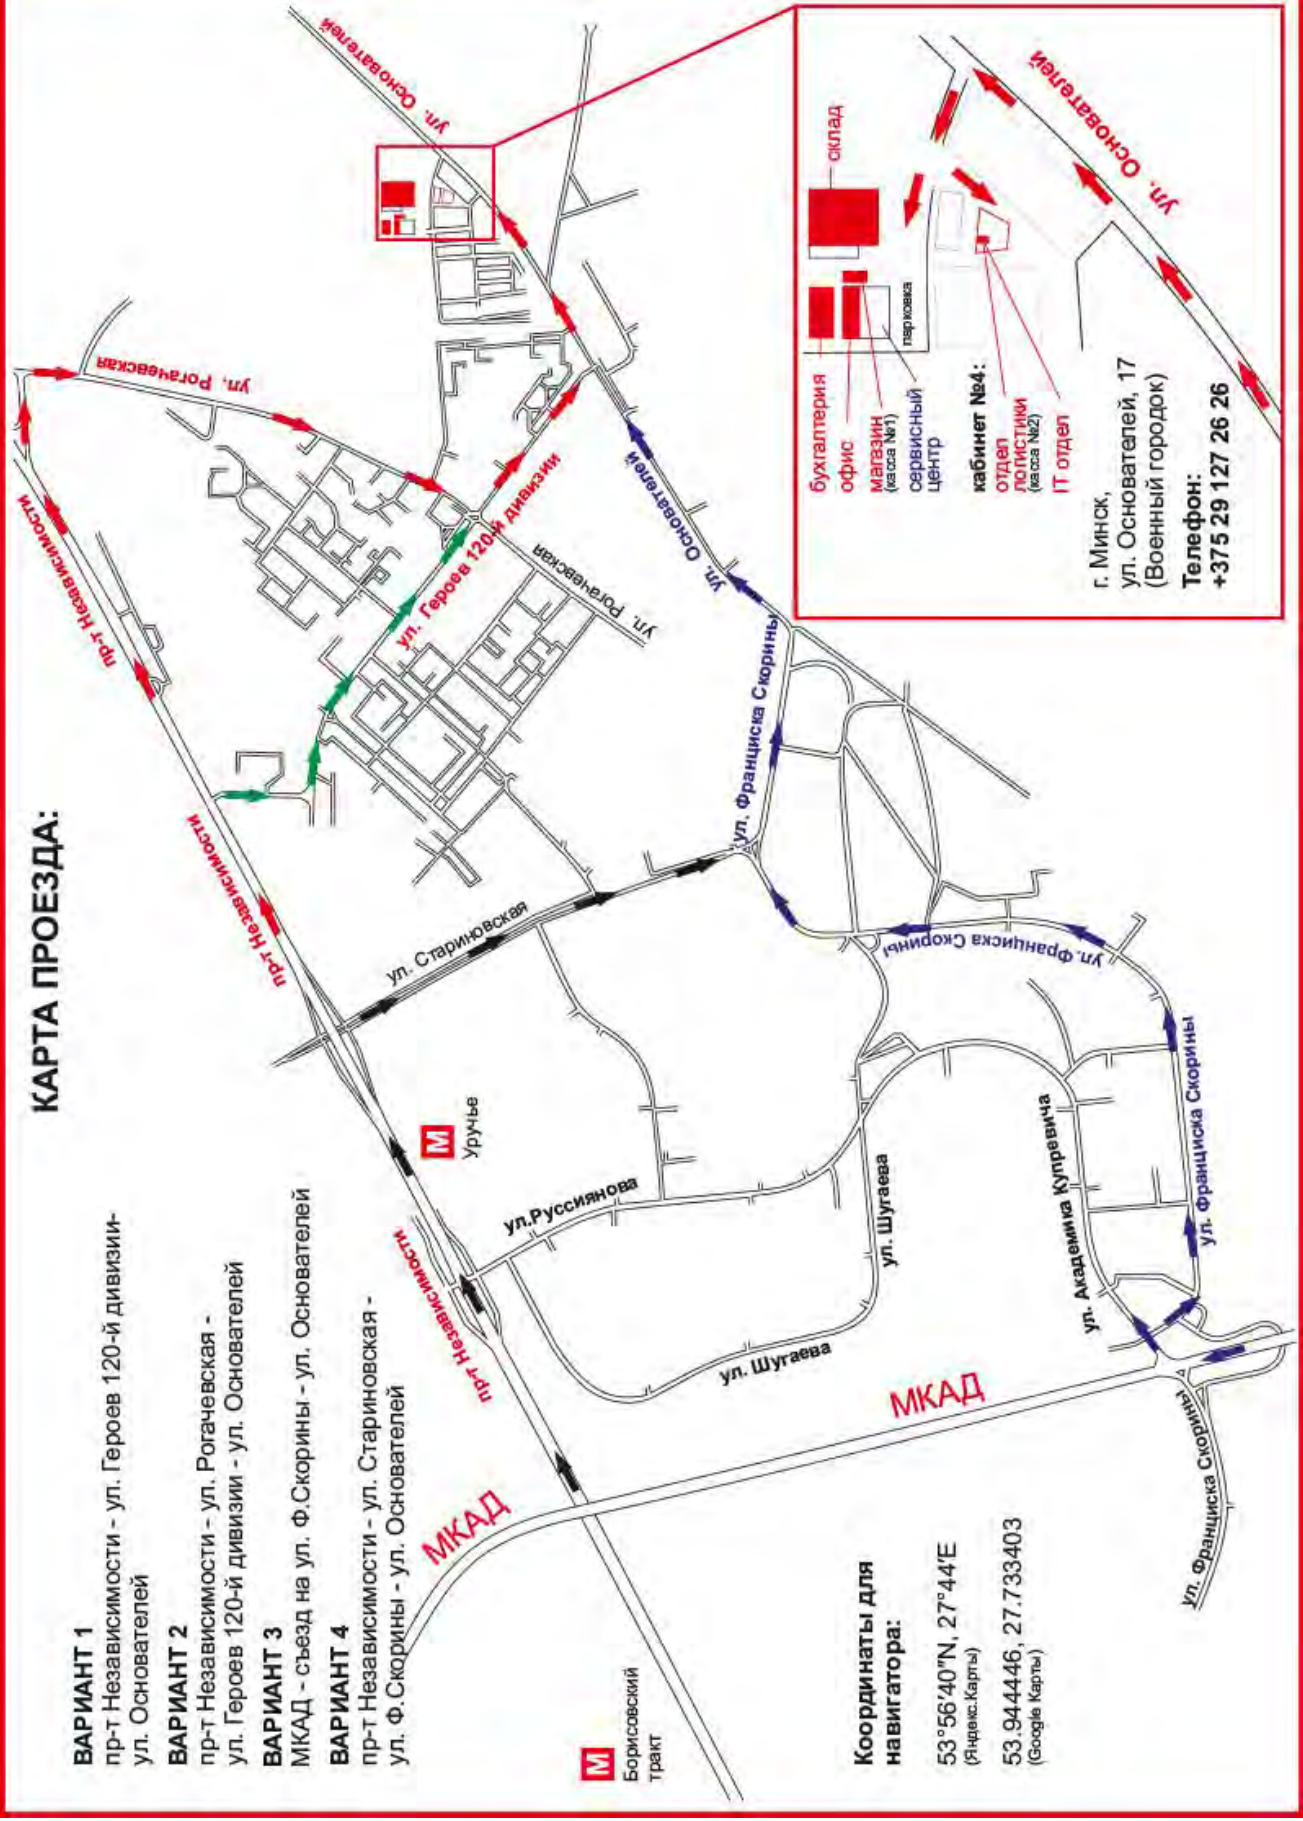 КАРТА ПРОЕЗДА:
ВАРИАНТ 1
пр-т Независимости - ул. Героев 120-й дивизии-
ул. Основателей
ВАРИАНТ 2
пр-т Независимости - ул. Рогачевская -
ул. Героев 120-й дивизии - ул. Основателей
ВАРИАНТ 3
МКАД - съезд на ул. Ф.Скорины - ул. Основателей
ВАРИАНТ 4
пр-т Независимости - ул. Стариновская -
ул. Ф.Скорины - ул. Основателей
пр-т Независимости
пр-т Независимости
пр-т Независимости
ул. Рогачевская
ул. Основателей
ул. Героев 120-й дивизии
ул. Рогачевская
ул. Основателей
ул. Стариновская
ул. Франциска Скорины
ул. Франциска Скорины
М
Уручье
ул.Руссиянова
ул. Шугаева
ул. Шугаева
ул. Академика Купревича
ул. Франциска Скорины
МКАД
МКАД
ул. Франциска Скорины
М
Борисовский
тракт
Координаты для
навигатора:
53°56'40"N, 27°44'E
(Яндекс.Карты)
53.944446, 27.733403
(Google Карты)
бухгалтерия
офис
магазин
(касса №1)
сервисный
центр
склад
парковка
кабинет №4:
отдел
логистики
(касса №2)
IT отдел
ул. Основателей
г. Минск,
ул. Основателей, 17
(Военный городок)
Телефон:
+375 29 127 26 26